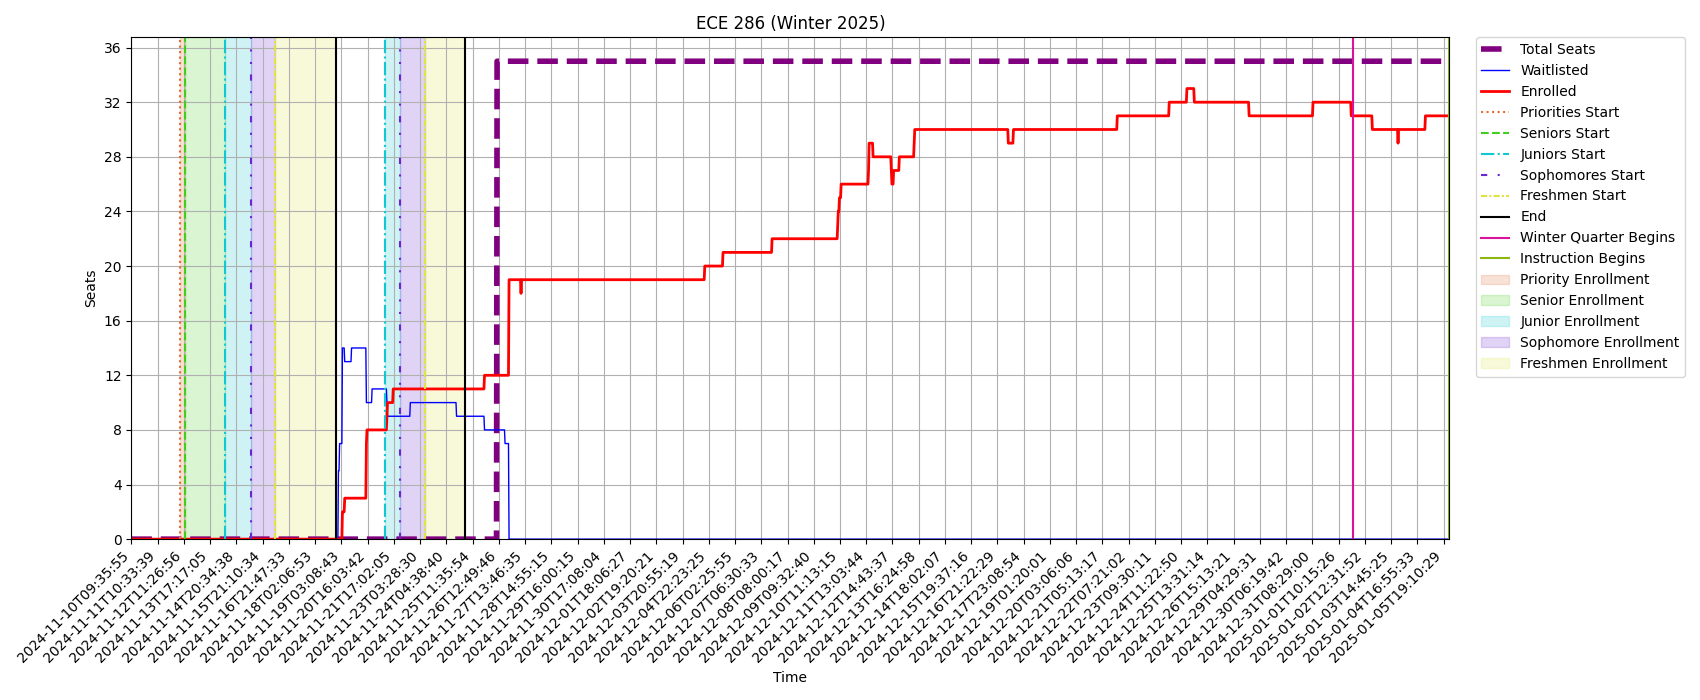 ECE 286 (Winter 2025)
36
32
28
24
20
16
12
8
4
0
Seats
2024-11-10T09:35:55
2024-11-11T10:33:39
2024-11-12T11:26:56
2024-11-13T17:17:05
2024-11-14T20:34:38
2024-11-15T21:10:34
2024-11-16T21:47:33
2024-11-18T02:06:53
2024-11-19T03:08:43
2024-11-20T16:03:42
2024-11-21T17:02:05
2024-11-23T03:28:30
2024-11-24T04:38:40
2024-11-25T11:35:54
2024-11-26T12:49:46
2024-11-27T13:46:35
2024-11-28T14:55:15
2024-11-29T16:00:15
2024-11-30T17:08:04
2024-12-01T18:06:27
2024-12-02T19:20:21
2024-12-03T20:55:19
2024-12-04T22:23:25
2024-12-06T02:25:55
2024-12-07T06:30:33
2024-12-08T08:00:17
2024-12-09T09:32:40
2024-12-10T11:13:15
2024-12-11T13:03:44
2024-12-12T14:43:37
2024-12-13T16:24:58
2024-12-14T18:02:07
2024-12-15T19:37:16
2024-12-16T21:22:29
2024-12-17T23:08:54
2024-12-19T01:20:01
2024-12-20T03:06:06
2024-12-21T05:13:17
2024-12-22T07:21:02
2024-12-23T09:30:11
2024-12-24T11:22:50
2024-12-25T13:31:14
2024-12-26T15:13:21
2024-12-29T04:29:31
2024-12-30T06:19:42
2024-12-31T08:29:00
2025-01-01T10:15:26
2025-01-02T12:31:52
2025-01-03T14:45:25
2025-01-04T16:55:33
2025-01-05T19:10:29
Time
Total Seats
Waitlisted
Enrolled
Priorities Start
Seniors Start
Juniors Start
Sophomores Start
Freshmen Start
End
Winter Quarter Begins
Instruction Begins
Priority Enrollment
Senior Enrollment
Junior Enrollment
Sophomore Enrollment
Freshmen Enrollment